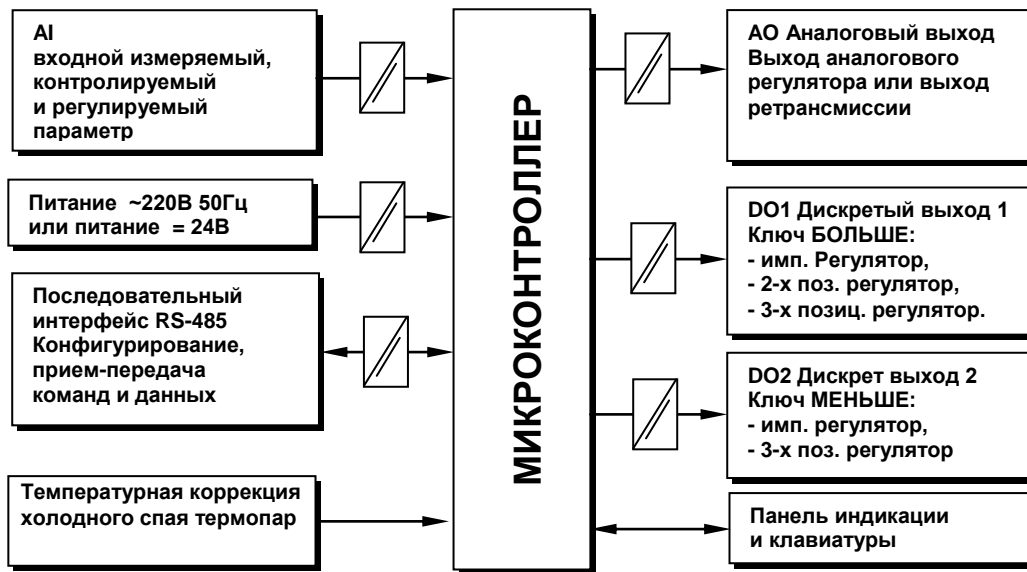 AI
входной измеряемый,
контролируемый
и регулируемый
параметр
Питание ~220В 50Гц
или питание = 24В
Последовательный
интерфейс RS-485
Конфигурирование,
прием-передача
команд и данных
Температурная коррекция
холодного спая термопар
МИКРОКОНТРОЛЛЕР
АО Аналоговый выход
Выход аналогового
регулятора или выход
ретрансмиссии
DO1 Дискретый выход 1
Ключ БОЛЬШЕ:
- имп. Регулятор,
- 2-х поз. регулятор,
- 3-х позиц. регулятор.
DO2 Дискрет выход 2
Ключ МЕНЬШЕ:
- имп. регулятор,
- 3-х поз. регулятор
Панель индикации
и клавиатуры